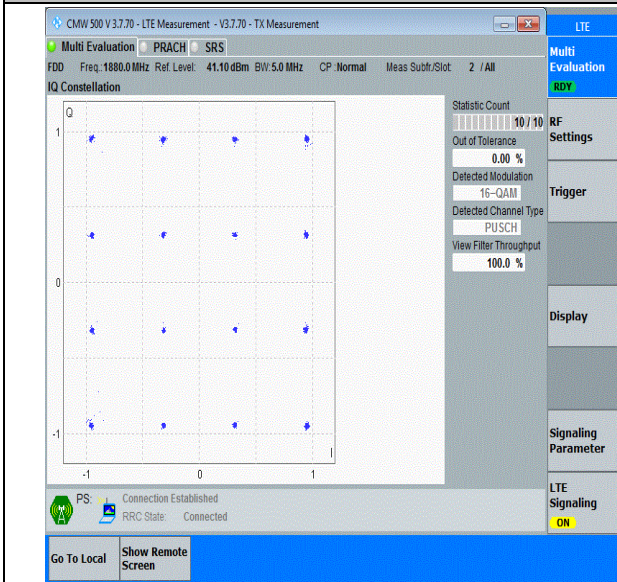 CMW 500 V 3.7.70 - LTE Measurement - V3.7.70 - TX Measurement
LTE
Multi Evaluation PRACH SRS
Multi
Evaluation
RDY
FDD Freq.:1880.0 MHz Ref. Level: 41.10 dBm BW:5.0 MHz CP :Normal Meas Subfr./Slot: 2 / All
IQ Constellation
Q
1
0
-1
-1 0 1
I
Statistic Count
10 / 10
Out of Tolerance
0.00 %
Detected Modulation
16-QAM
Detected Channel Type
PUSCH
View Filter Throughput
100.0 %
RF
Settings
Trigger
Display
Signaling
Parameter
LTE
Signaling
ON
PS: Connection Established
RRC State: Connected
Go To Local
Show Remote
Screen